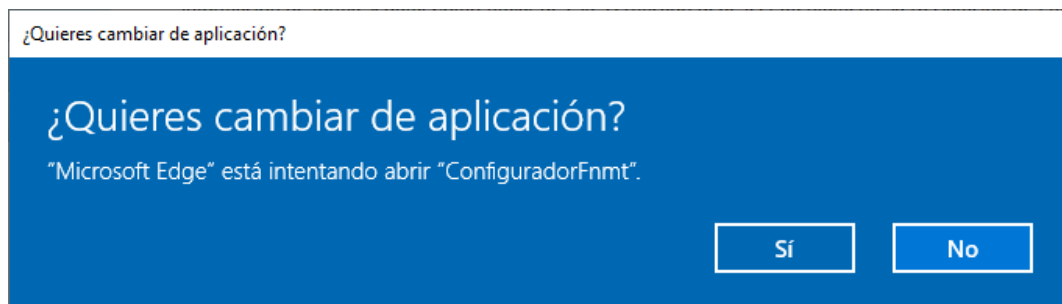 ¿Quieres cambiar de aplicación?
¿Quieres cambiar de aplicación?
"Microsoft Edge" está intentando abrir "ConfiguradorFnmt".
Sí No